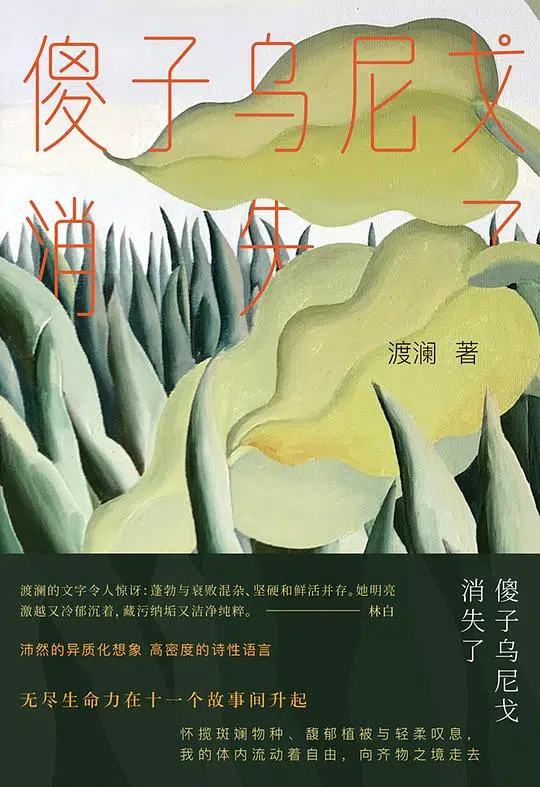 傻子乌尼戈
消失了
渡澜 著
渡澜的文字令人惊讶:蓬勃与衰败混杂、坚硬和鲜活并存。她明亮
激越又冷郁沉着,藏污纳垢又洁净纯粹。 ——— 林白
沛然的异质化想象 高密度的诗性语言
无尽生命力在十一个故事间升起
怀揽斑斓物种、馥郁植被与轻柔叹息,
我的体内流动着自由,向齐物之境走去
傻子乌尼戈
消失了